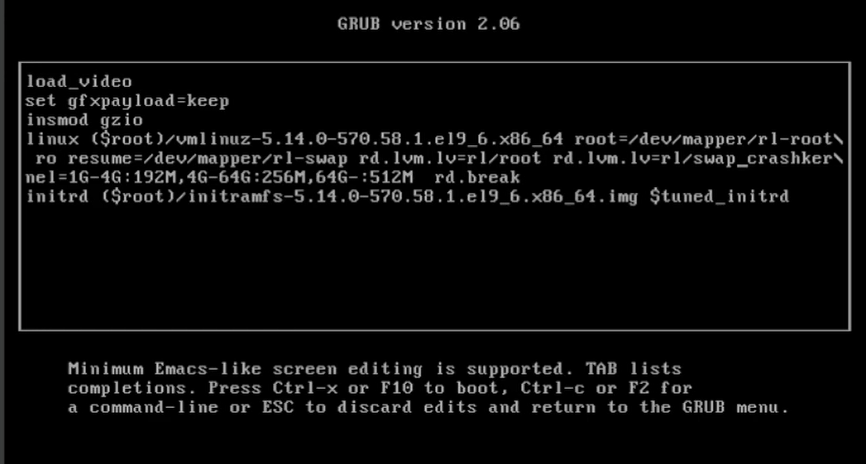 GRUB version 2.06
load_video
set gfxpayload=keep
insmod gzio
linux ($root)/vmlinuz-5.14.0-570.58.1.el9_6.x86_64 root=/dev/mapper/rl-root\
 ro resume=/dev/mapper/rl-swap rd.lvm.lv=rl/root rd.lvm.lv=rl/swap_crashker\
nel=1G-4G:192M,4G-64G:256M,64G-:512M  rd.break
initrd ($root)/initramfs-5.14.0-570.58.1.el9_6.x86_64.img $tuned_initrd
Minimum Emacs-like screen editing is supported. TAB lists
completions. Press Ctrl-x or F10 to boot, Ctrl-c or F2 for
a command-line or ESC to discard edits and return to the GRUB menu.